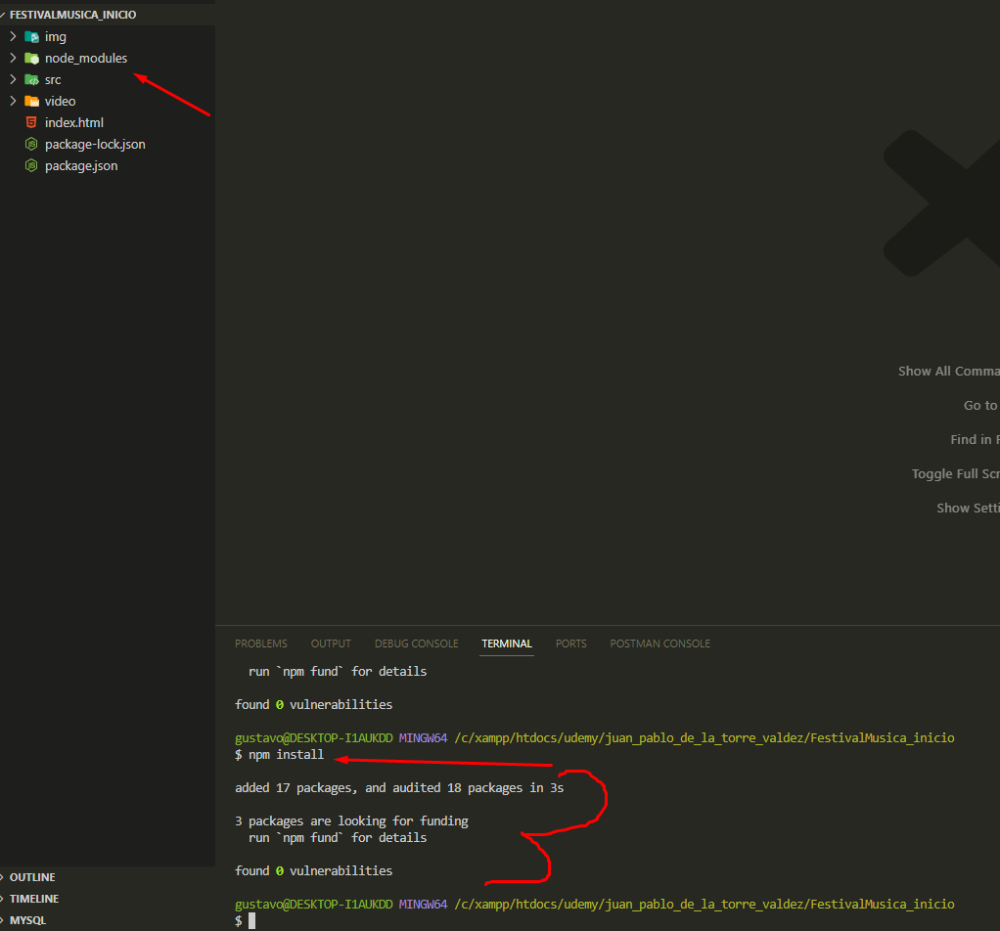 FESTIVALMUSICA_INICIO
img
node_modules
src
video
index.html
package-lock.json
package.json
Show All Comma
Go to
Find in F
Toggle Full Scr
Show Setti
PROBLEMS OUTPUT DEBUG CONSOLE TERMINAL PORTS POSTMAN CONSOLE
run `npm fund` for details
found 0 vulnerabilities
gustavo@DESKTOP-I1AUKDD MINGW64 /c/xampp/htdocs/udemy/juan_pablo_de_la_torre_valdez/FestivalMusica_inicio
$ npm install
added 17 packages, and audited 18 packages in 3s
3 packages are looking for funding
run `npm fund` for details
found 0 vulnerabilities
gustavo@DESKTOP-I1AUKDD MINGW64 /c/xampp/htdocs/udemy/juan_pablo_de_la_torre_valdez/FestivalMusica_inicio
$
OUTLINE
TIMELINE
MYSQL